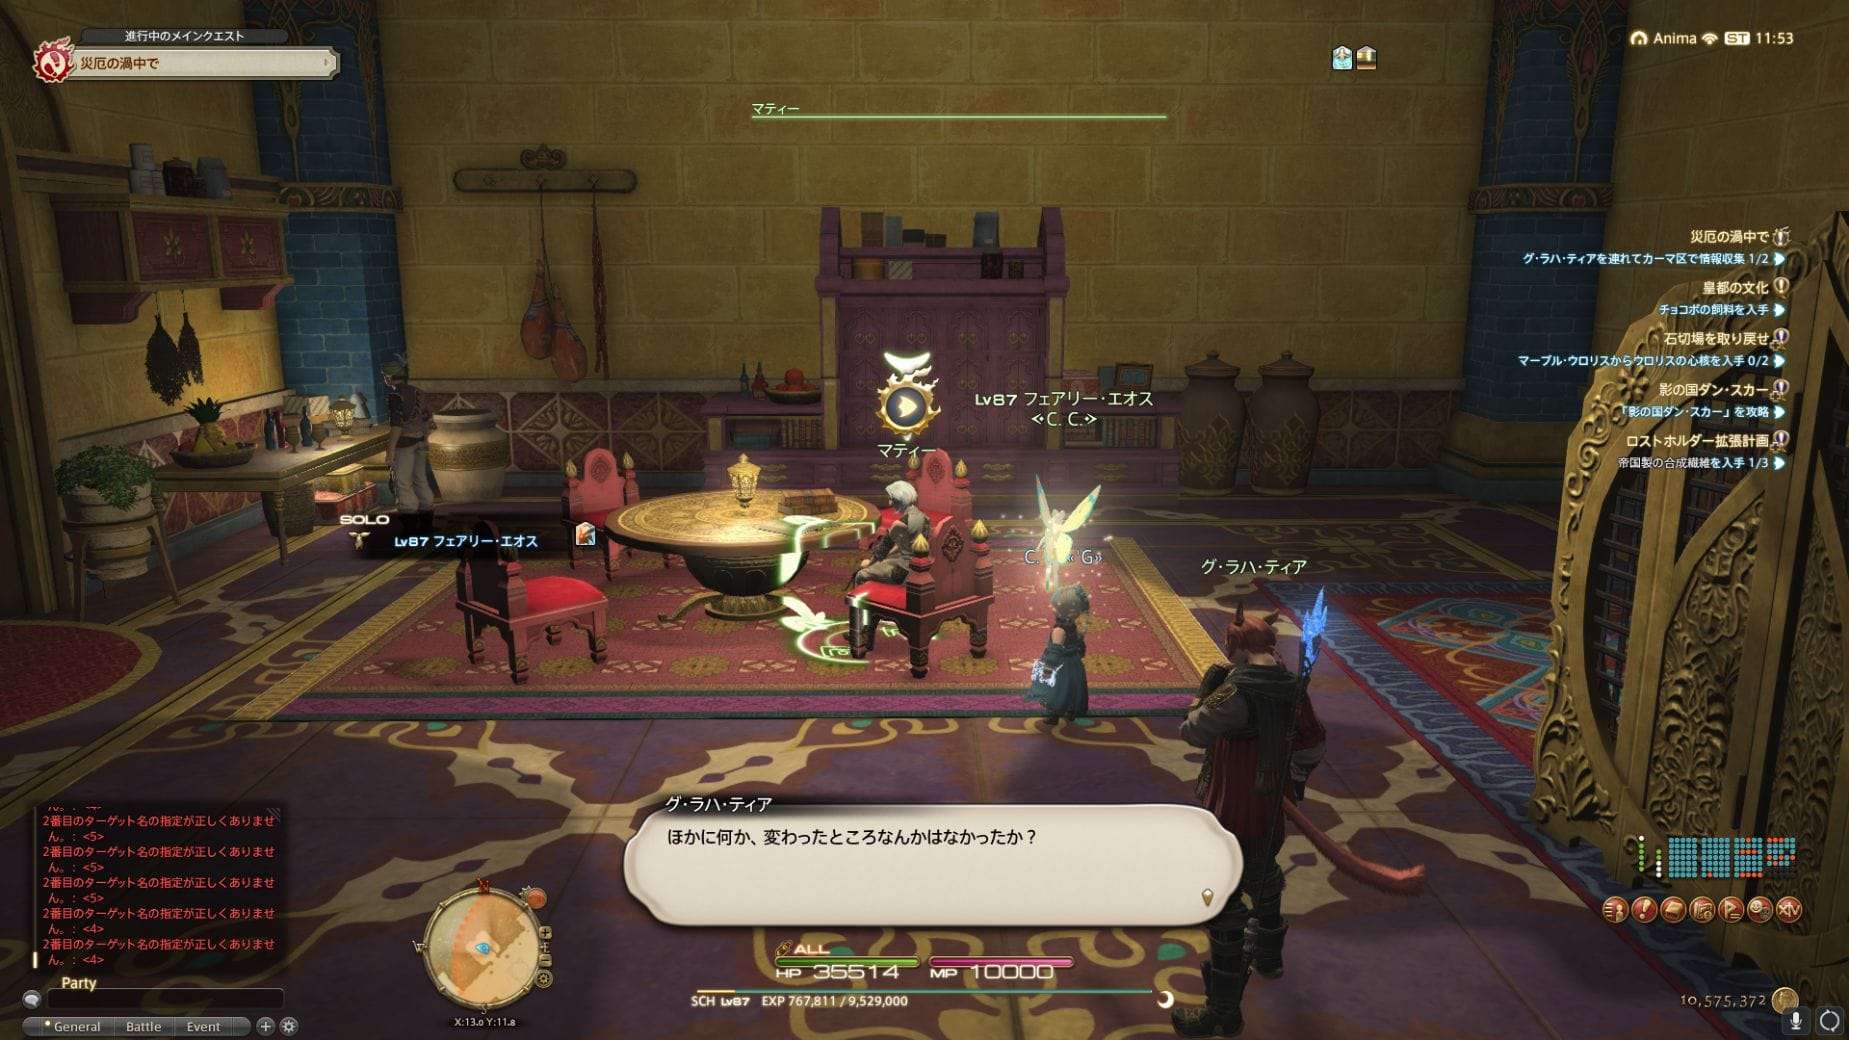 進行中のメインクエスト
災厄の渦中で
Anima ST 11:53
マティー
災厄の渦中で
グ・ラハ・ティアを連れてカーマ区で情報収集 1/2
皇都の文化
チョコボの飼料を入手
石切場を取り戻せ
マーブル・ウロリスからウロリスの心核を入手 0/2
影の国ダン・スカー
「影の国ダン・スカー」を攻略
ロストホルダー拡張計画
帝国製の合成繊維を入手 1/3
Lv87 フェアリー・エオス
≪C. C.≫
マティー
SOLO
Lv87 フェアリー・エオス
グ・ラハ・ティア
グ・ラハ・ティア
ほかに何か、変わったところなんかはなかったか？
ん。： <4>
2番目のターゲット名の指定が正しくありませ
ん。： <5>
2番目のターゲット名の指定が正しくありませ
ん。： <5>
2番目のターゲット名の指定が正しくありませ
ん。： <5>
2番目のターゲット名の指定が正しくありませ
ん。： <4>
2番目のターゲット名の指定が正しくありませ
ん。： <4>
Party
General Battle Event
N
X:13.0 Y:11.8
ALL
HP 35514 MP 10000
SCH Lv87 EXP 767,811 / 9,529,000
XIV
10,575,372